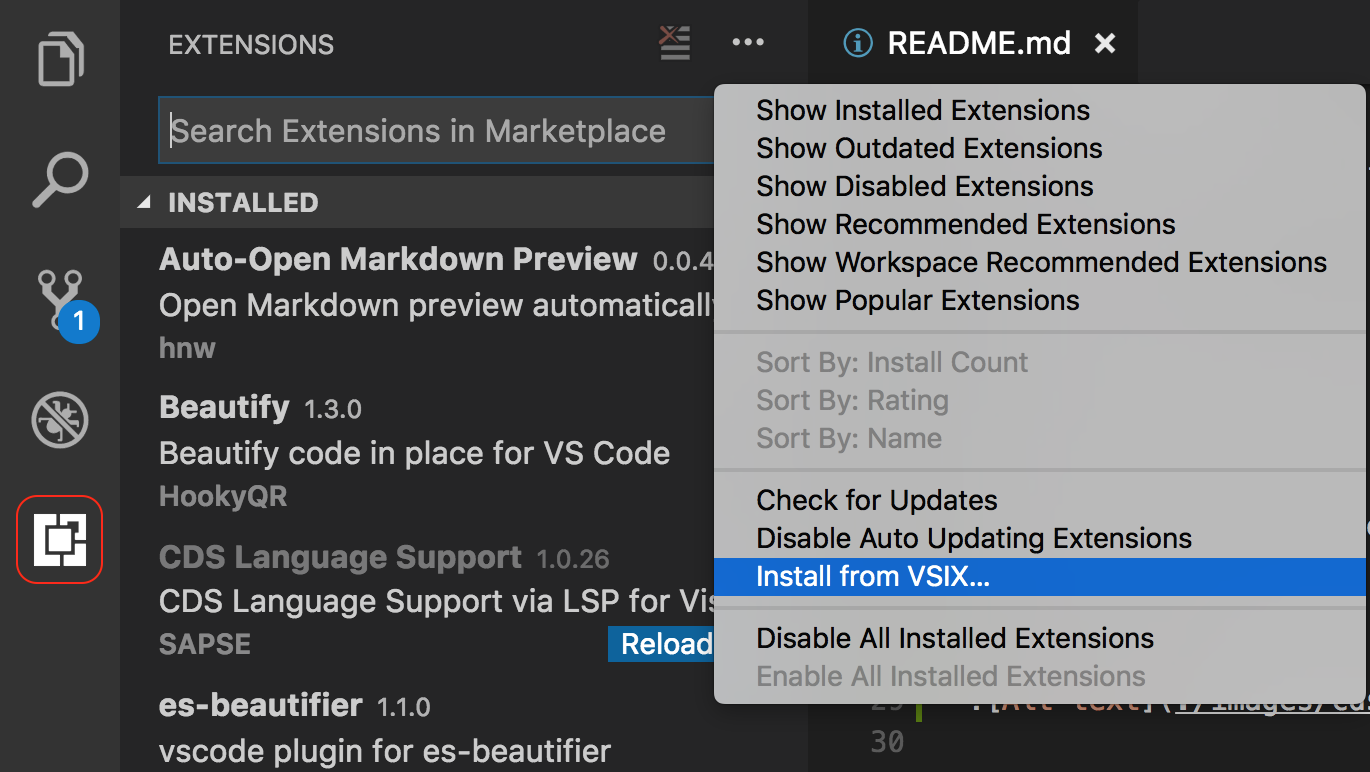 EXTENSIONS
README.md
Search Extensions in Marketplace
INSTALLED
Auto-Open Markdown Preview 0.0.4
Open Markdown preview automatically
hnw
Beautify 1.3.0
Beautify code in place for VS Code
HookyQR
CDS Language Support 1.0.26
CDS Language Support via LSP for Vis
SAPSE
Reload
es-beautifier 1.1.0
vscode plugin for es-beautifier
1
Show Installed Extensions
Show Outdated Extensions
Show Disabled Extensions
Show Recommended Extensions
Show Workspace Recommended Extensions
Show Popular Extensions
Sort By: Install Count
Sort By: Rating
Sort By: Name
Check for Updates
Disable Auto Updating Extensions
Install from VSIX...
Disable All Installed Extensions
Enable All Installed Extensions
29 ![Alt text](./images/cds
30